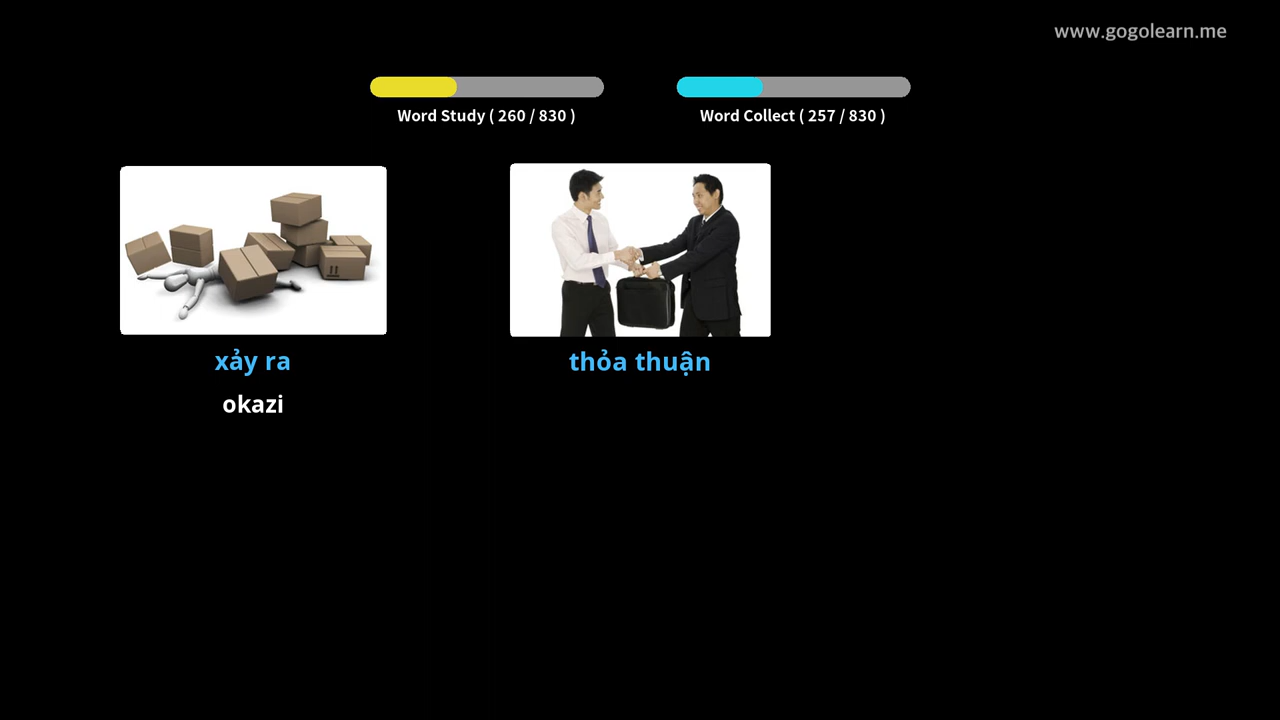 www.gogolearn.me
Word Study ( 260 / 830 )
Word Collect ( 257 / 830 )
xảy ra
okazi
thỏa thuận